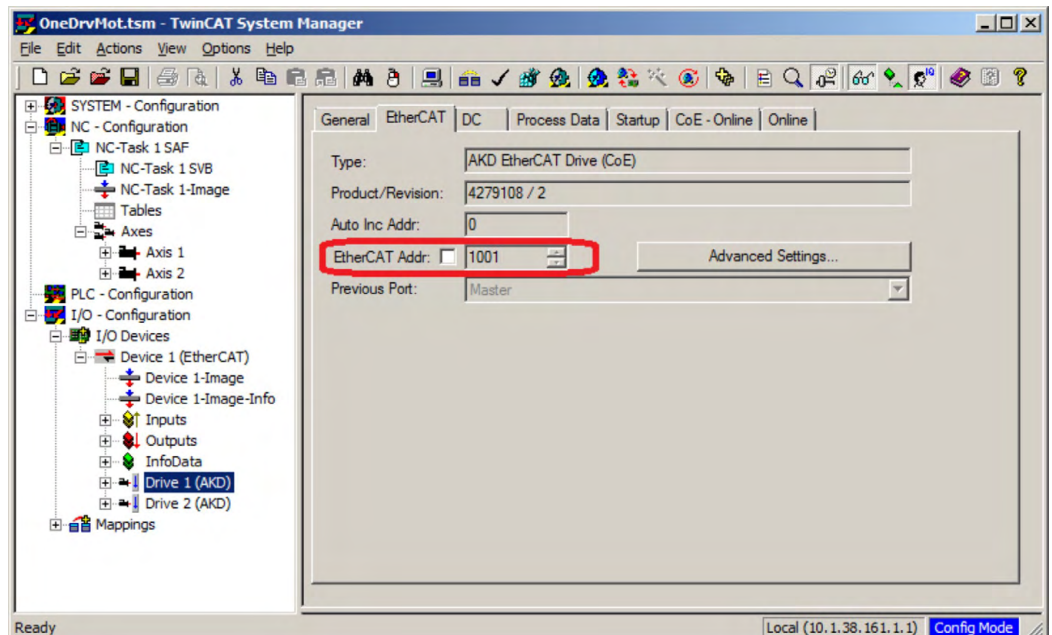 OneDrvMot.tsm - TwinCAT System Manager
File Edit Actions View Options Help
SYSTEM - Configuration
NC - Configuration
NC-Task 1 SAF
NC-Task 1 SVB
NC-Task 1-Image
Tables
Axes
Axis 1
Axis 2
PLC - Configuration
I/O - Configuration
I/O Devices
Device 1 (EtherCAT)
Device 1-Image
Device 1-Image-Info
Inputs
Outputs
InfoData
Drive 1 (AKD)
Drive 2 (AKD)
Mappings
General EtherCAT DC Process Data Startup CoE - Online Online
Type: AKD EtherCAT Drive (CoE)
Product/Revision: 4279108 / 2
Auto Inc Addr: 0
EtherCAT Addr: 1001 Advanced Settings...
Previous Port: Master
Ready Local (10.1.38.161.1.1) Config Mode